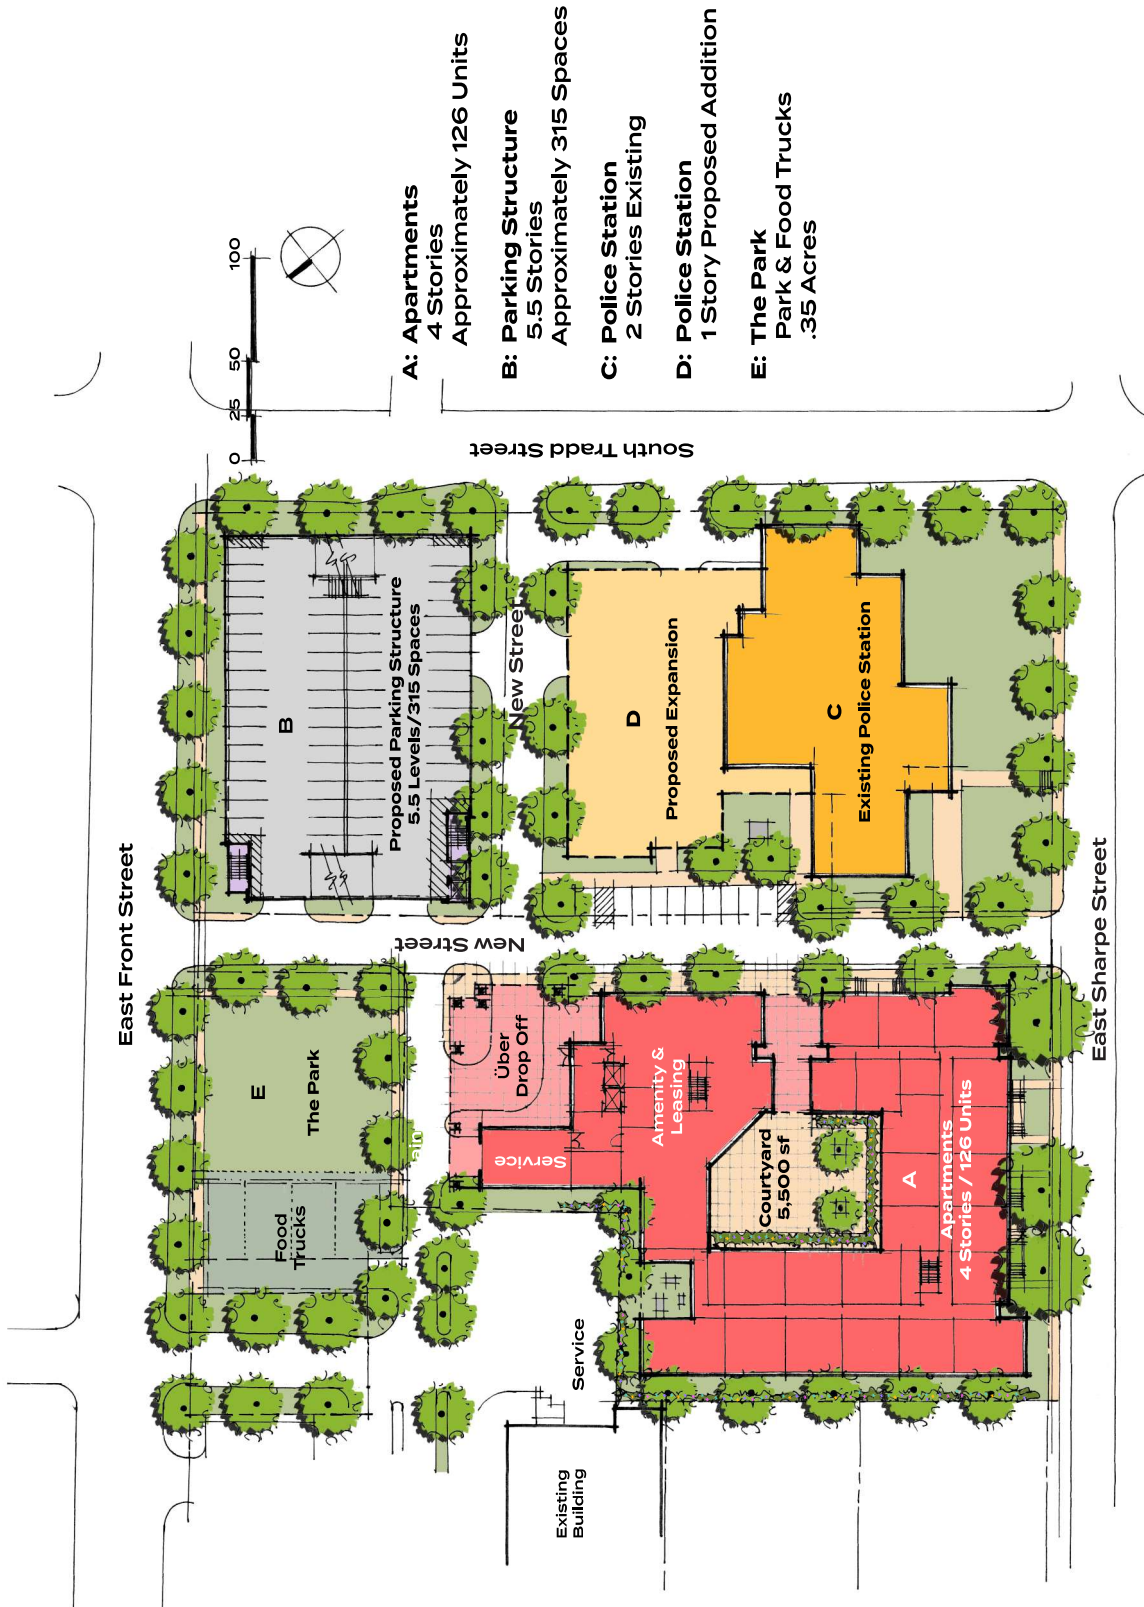 East Front Street
E
The Park
Food
Trucks
B
Proposed Parking Structure
5.5 Levels/315 Spaces
0
25
50
100
New Street
New Street
South Tradd Street
Über
Drop Off
Service
Amenity &
Leasing
Courtyard
5,500 sf
A
Apartments
4 Stories / 126 Units
D
Proposed Expansion
C
Existing Police Station
Service
Existing
Building
East Sharpe Street
A: Apartments
4 Stories
Approximately 126 Units
B: Parking Structure
5.5 Stories
Approximately 315 Spaces
C: Police Station
2 Stories Existing
D: Police Station
1 Story Proposed Addition
E: The Park
Park & Food Trucks
.35 Acres